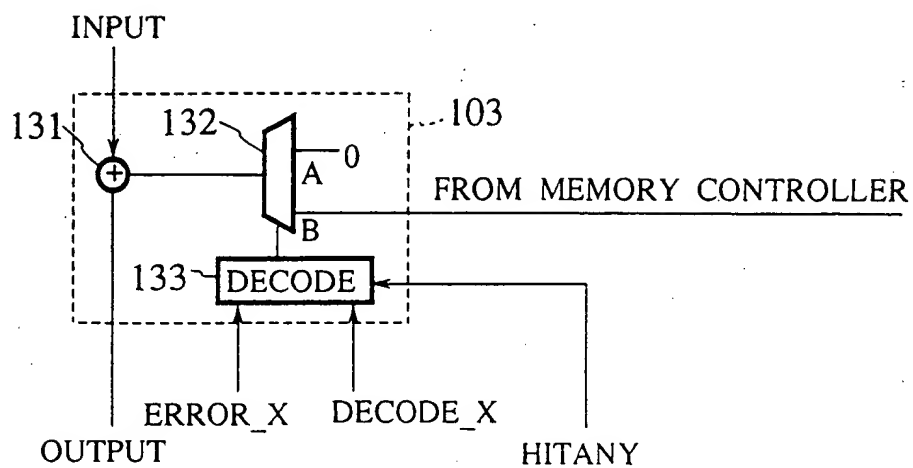 INPUT
131
132
103
0
+
A
FROM MEMORY CONTROLLER
B
133
DECODE
ERROR_X
DECODE_X
OUTPUT
HITANY